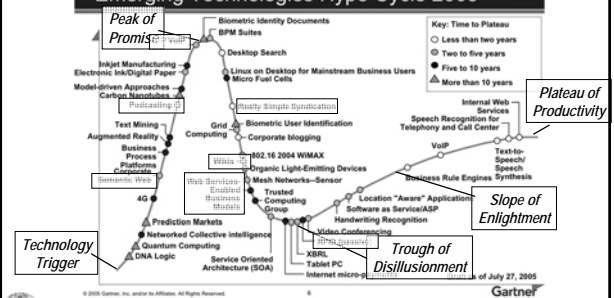 Emerging Technologies Hype Cycle 2005
Peak of
Promise
P2P VoIP
Biometric Identity Documents
BPM Suites
Desktop Search
Key: Time to Plateau
Less than two years
Two to five years
Five to 10 years
More than 10 years
Inkjet Manufacturing
Electronic Ink/Digital Paper
Model-driven Approaches
Carbon Nanotubes
Podcasting
Linux on Desktop for Mainstream Business Users
Micro Fuel Cells
Really Simple Syndication
Biometric User Identification
Grid
Computing
Corporate blogging
Text Mining
Augmented Reality
Business
Process
Platforms
Corporate
Semantic Web
4G
Wikis
802.16 2004 WiMAX
Organic Light-Emitting Devices
Mesh Networks--Sensor
Web Services-
Enabled
Business
Models
Trusted
Computing
Group
Internal Web
Services
Speech Recognition for
Telephony and Call Center
Plateau of
Productivity
VoIP
Text-to-
Speech/
Speech
Synthesis
Business Rule Engines
Location "Aware" Applications
Software as Service/ASP
Handwriting Recognition
Video Conferencing
RFID (passive)
Slope of
Enlightment
Trough of
Disillusionment
XBRL
Tablet PC
Internet micro-p
Service Oriented
Architecture (SOA)
Prediction Markets
Networked Collective intelligence
Quantum Computing
DNA Logic
Technology
Trigger
as of July 27, 2005
© 2005 Gartner, Inc. and/or its Affiliates. All Rights Reserved.
6
Gartner